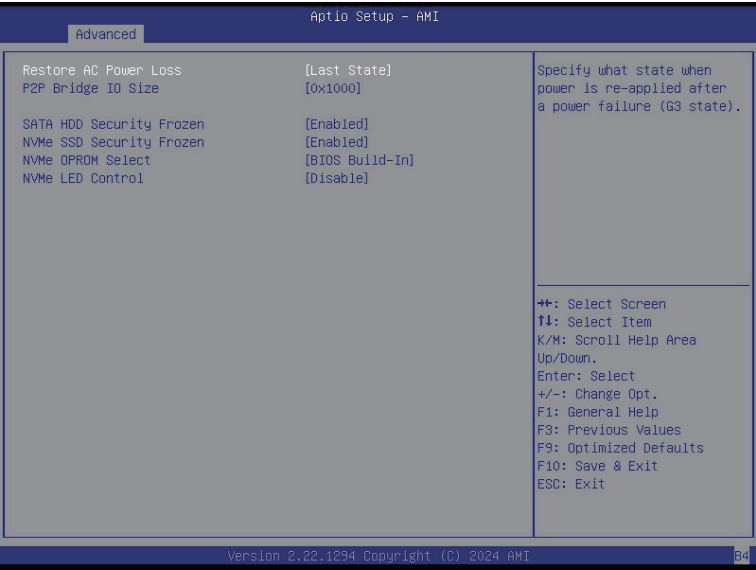 Aptio Setup – AMI
Advanced
Restore AC Power Loss [Last State]
P2P Bridge IO Size [0x1000]
SATA HDD Security Frozen [Enabled]
NVMe SSD Security Frozen [Enabled]
NVMe OPROM Select [BIOS Build-In]
NVMe LED Control [Disable]
Specify what state when
power is re-applied after
a power failure (G3 state).
→←: Select Screen
↑↓: Select Item
K/M: Scroll Help Area
Up/Down.
Enter: Select
+/-: Change Opt.
F1: General Help
F3: Previous Values
F9: Optimized Defaults
F10: Save & Exit
ESC: Exit
Version 2.22.1294 Copyright (C) 2024 AMI
B4